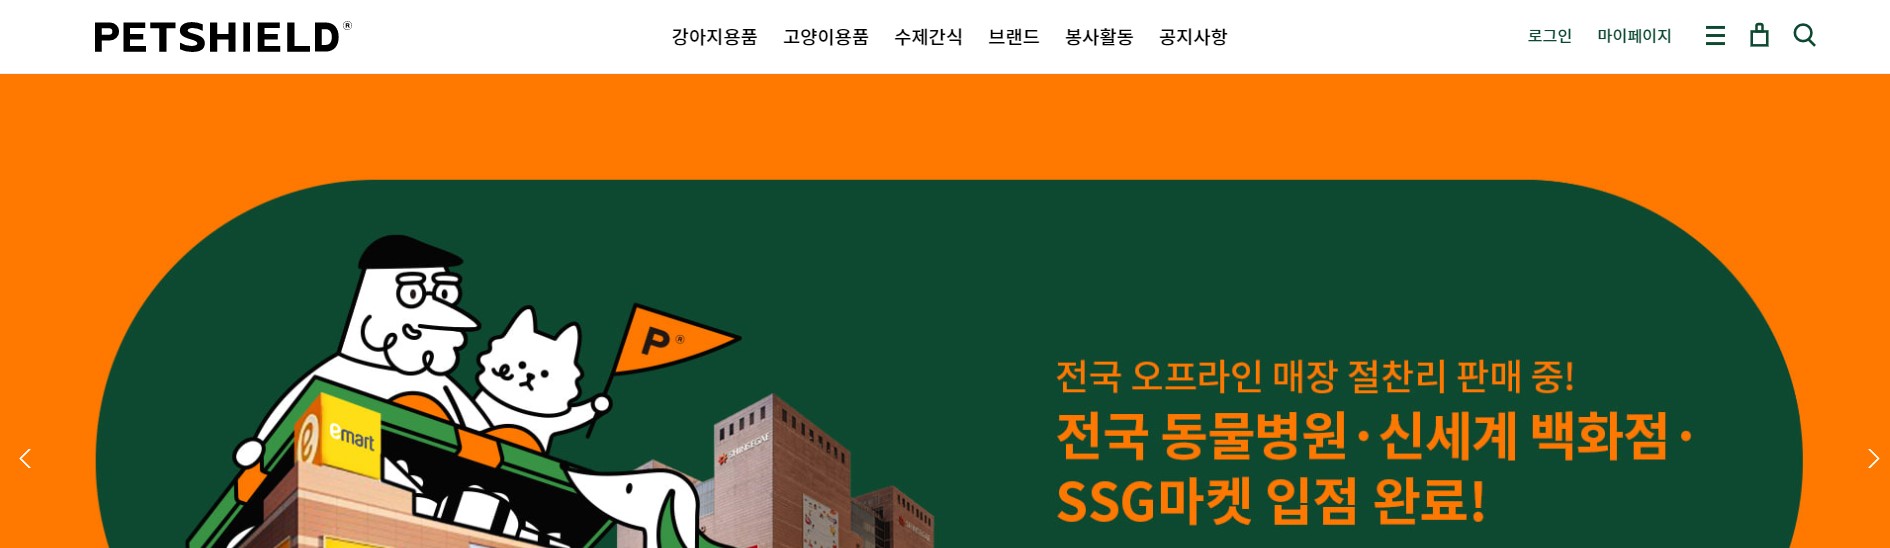 PETSHIELD®
강아지용품 고양이용품 수제간식 브랜드 봉사활동 공지사항
로그인 마이페이지
P®
emart
SHINSEGAE
전국 오프라인 매장 절찬리 판매 중!
전국 동물병원·신세계 백화점·
SSG마켓 입점 완료!